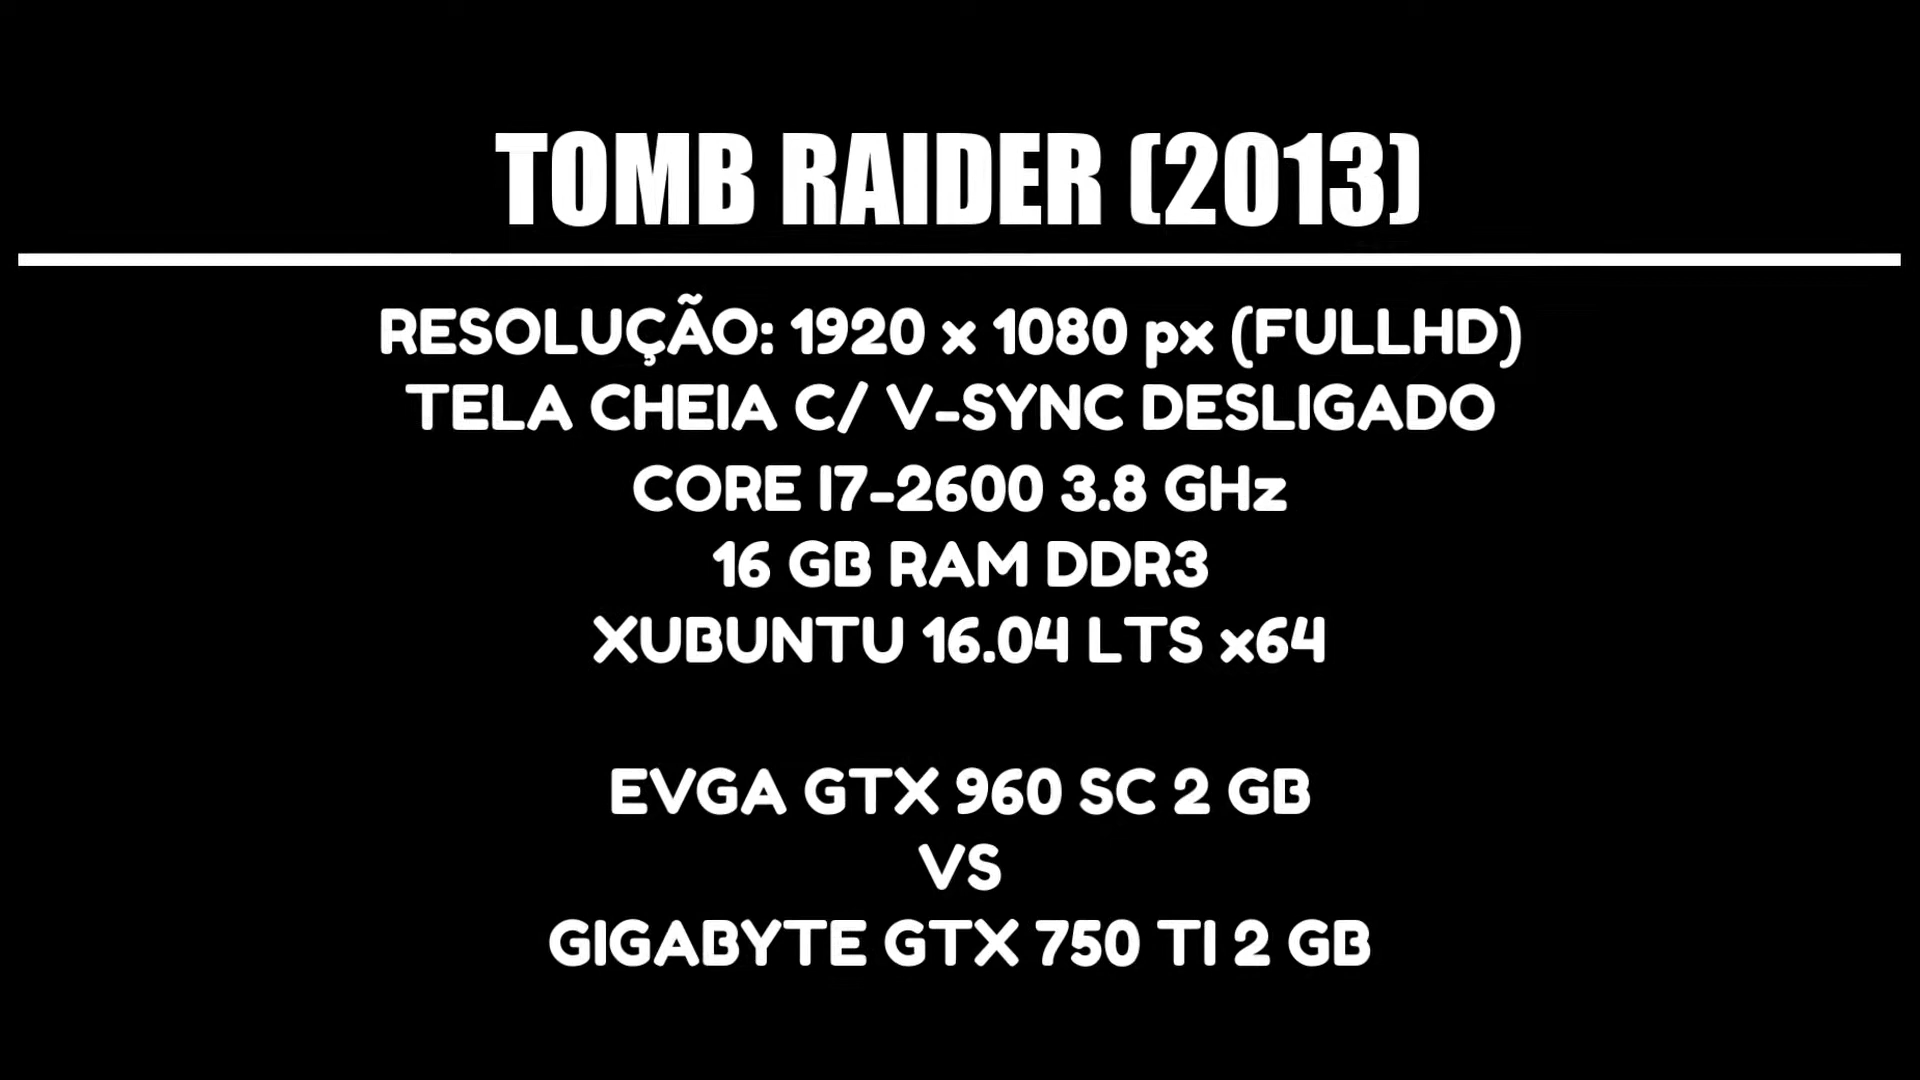 TOMB RAIDER (2013)
RESOLUÇÃO: 1920 x 1080 px (FULLHD)
TELA CHEIA C/ V-SYNC DESLIGADO
CORE I7-2600 3.8 GHz
16 GB RAM DDR3
XUBUNTU 16.04 LTS x64
EVGA GTX 960 SC 2 GB
VS
GIGABYTE GTX 750 TI 2 GB